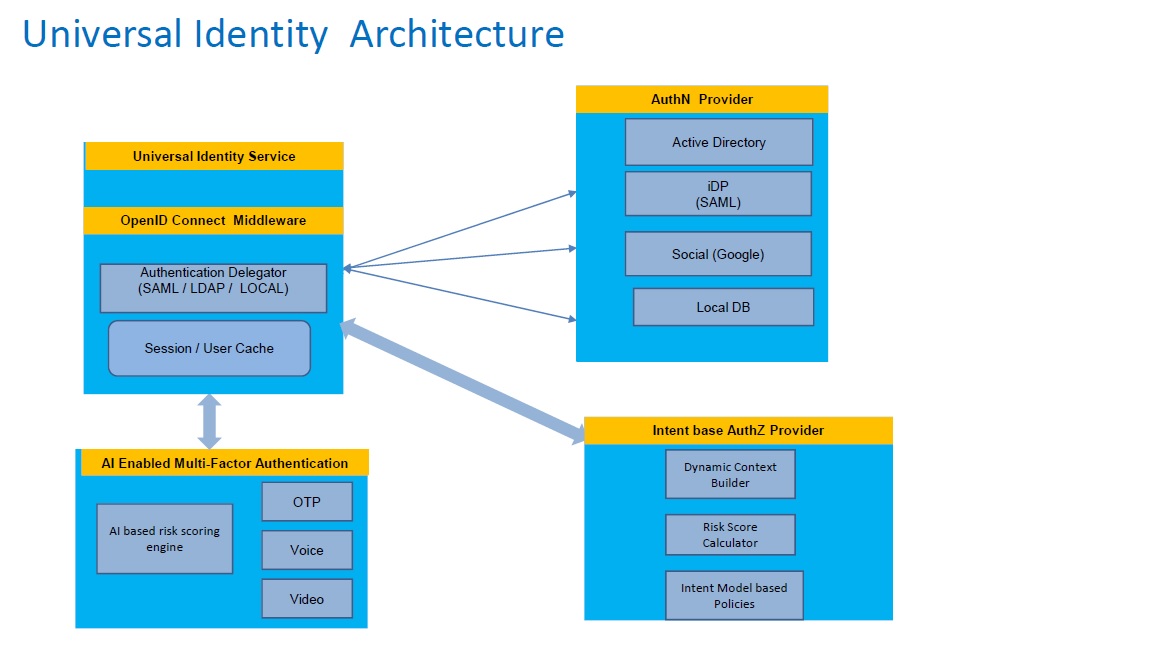 Universal Identity  Architecture
AuthN  Provider
Active Directory
iDP
(SAML)
Social (Google)
Local DB
Universal Identity Service
OpenID Connect  Middleware
Authentication Delegator
(SAML / LDAP /  LOCAL)
Session / User Cache
AI Enabled Multi-Factor Authentication
AI based risk scoring
engine
OTP
Voice
Video
Intent base AuthZ Provider
Dynamic Context
Builder
Risk Score
Calculator
Intent Model based
Policies